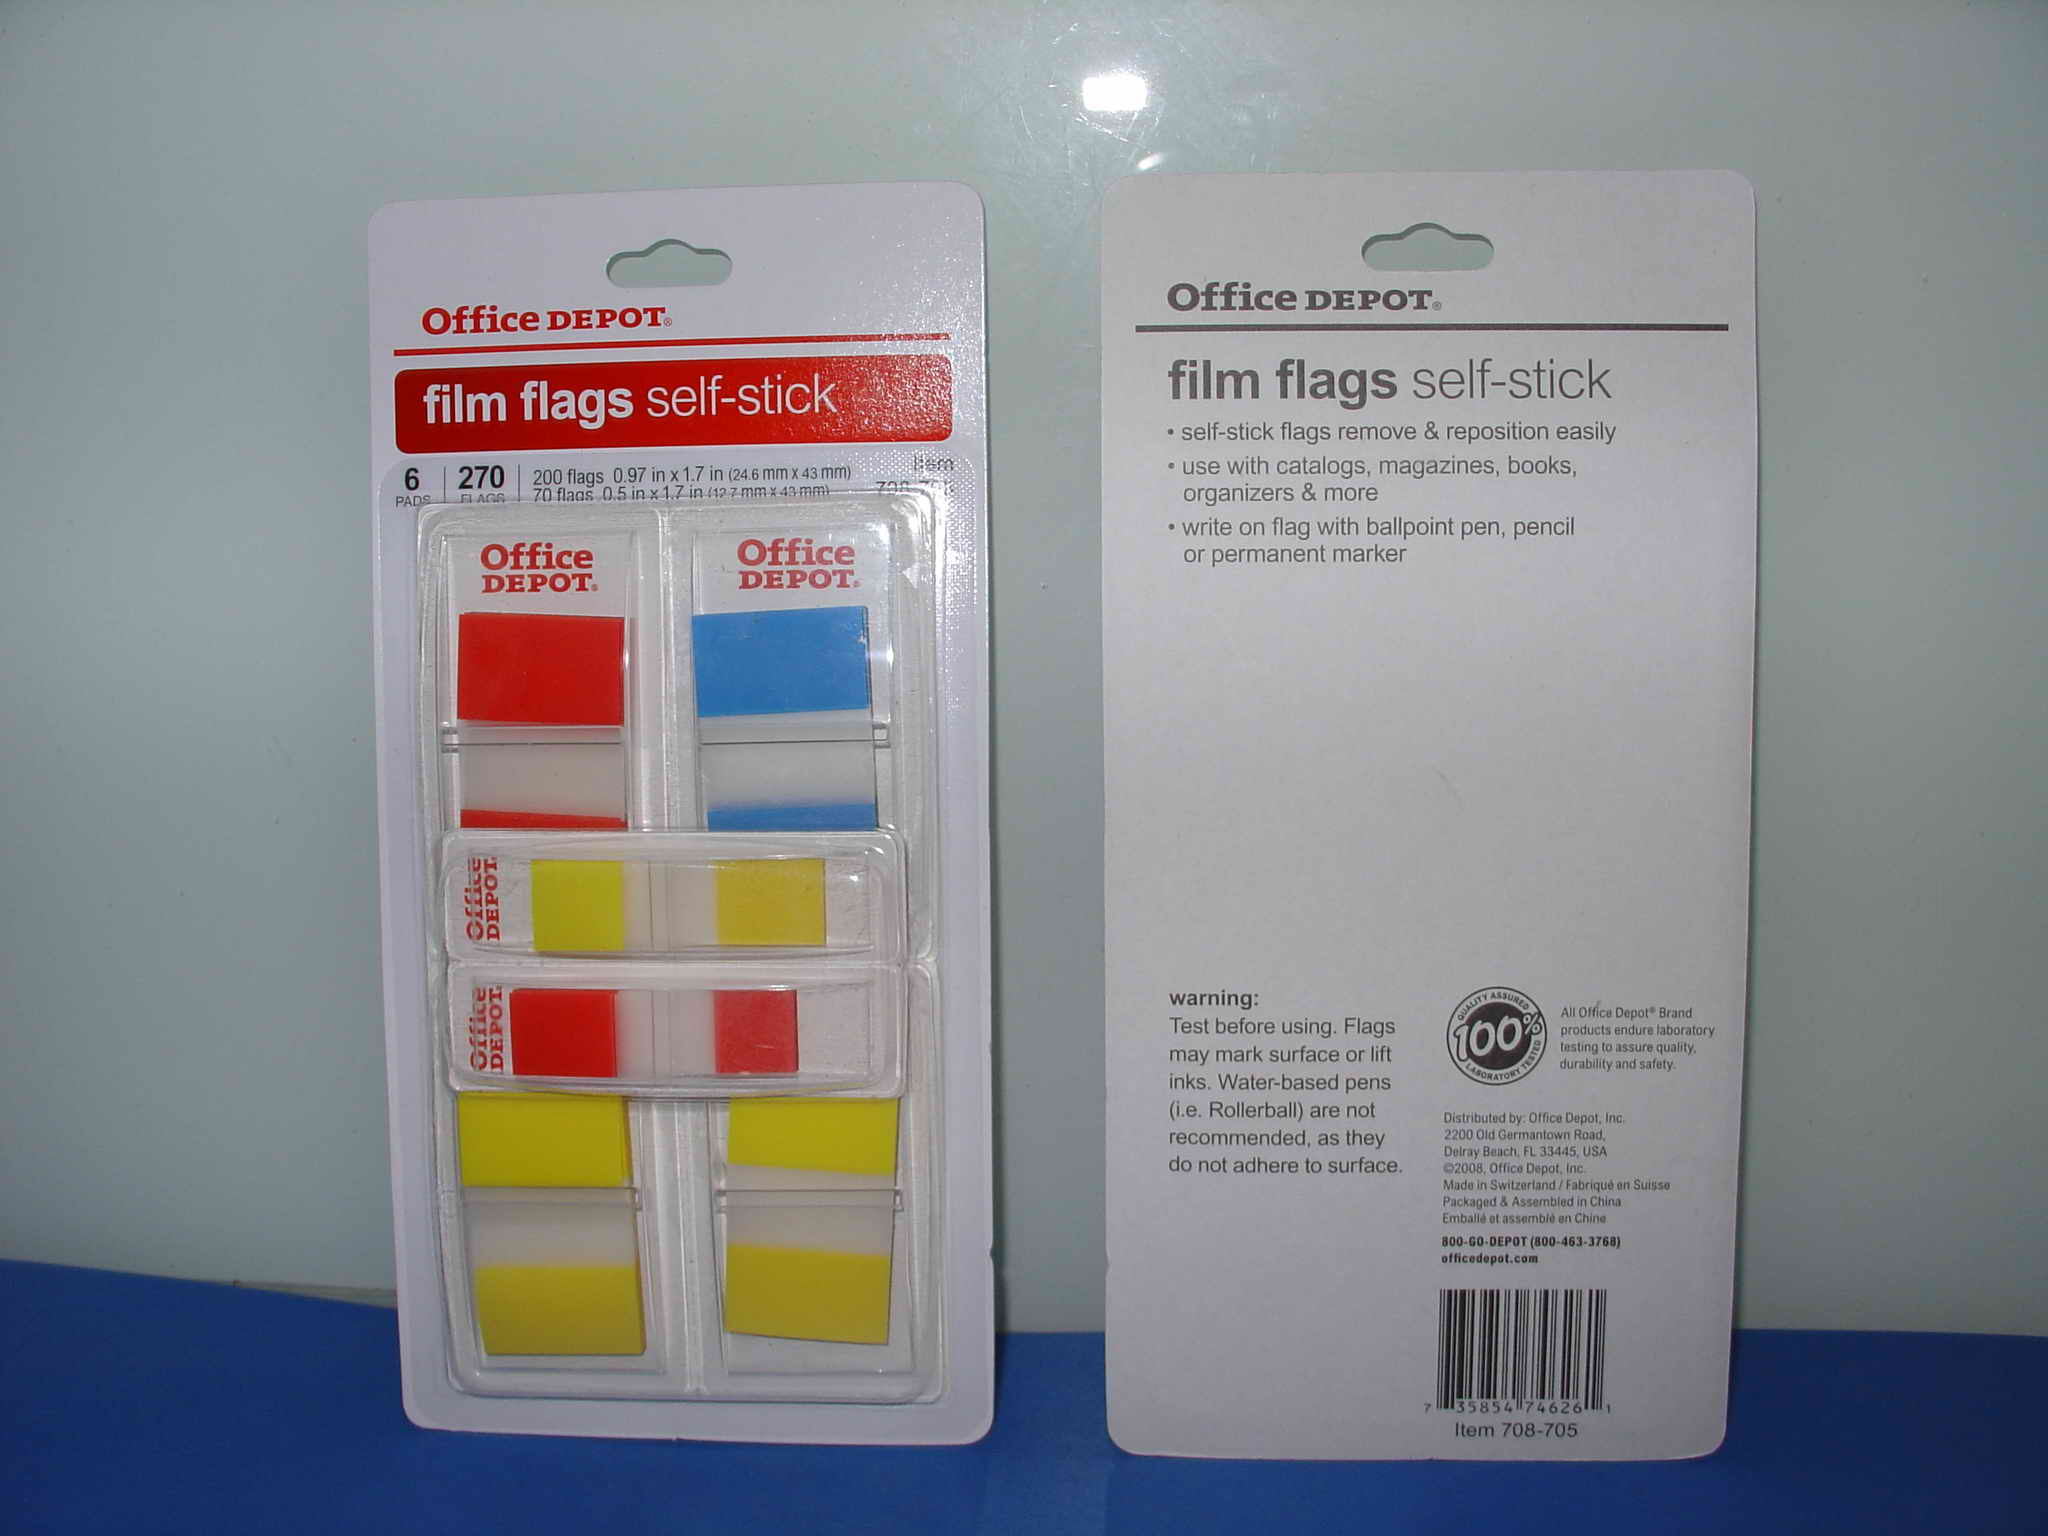 Office DEPOT®
film flags self-stick
6 PADS
270 FLAGS
200 flags 0.97 in x 1.7 in (24.6 mm x 43 mm)
70 flags 0.5 in x 1.7 in (12.7 mm x 43 mm)
Item
Office
DEPOT®
Office
DEPOT®
Office
DEPOT
Office
DEPOT
Office DEPOT®
film flags self-stick
• self-stick flags remove & reposition easily
• use with catalogs, magazines, books,
organizers & more
• write on flag with ballpoint pen, pencil
or permanent marker
warning:
Test before using. Flags
may mark surface or lift
inks. Water-based pens
(i.e. Rollerball) are not
recommended, as they
do not adhere to surface.
QUALITY ASSURED
100%
LABORATORY TESTED
All Office Depot® Brand
products endure laboratory
testing to assure quality,
durability and safety.
Distributed by: Office Depot, Inc.
2200 Old Germantown Road,
Delray Beach, FL 33445, USA
©2008, Office Depot, Inc.
Made in Switzerland / Fabriqué en Suisse
Packaged & Assembled in China
Emballé et assemblé en Chine
800-GO-DEPOT (800-463-3768)
officedepot.com
7 35854 74626 1
Item 708-705